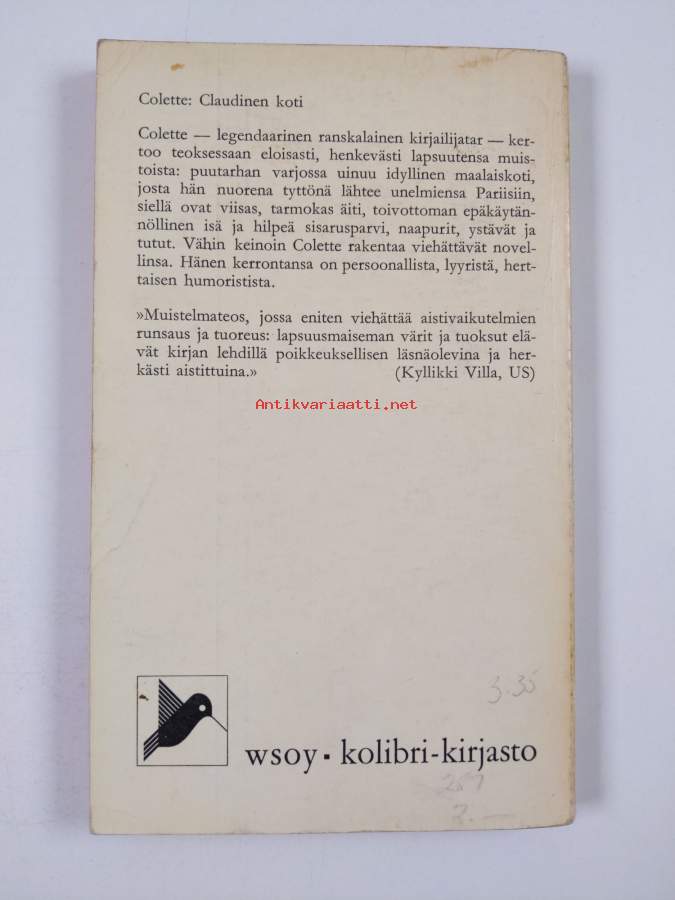 Colette: Claudinen koti
Colette — legendaarinen ranskalainen kirjailijatar — ker-
too teoksessaan eloisasti, henkevästi lapsuutensa muis-
toista: puutarhan varjossa uinuu idyllinen maalaiskoti,
josta hän nuorena tyttönä lähtee unelmiensa Pariisiin,
siellä ovat viisas, tarmokas äiti, toivottoman epäkäytän-
nöllinen isä ja hilpeä sisarusparvi, naapurit, ystävät ja
tutut. Vähin keinoin Colette rakentaa viehättävät novel-
linsa. Hänen kerrontansa on persoonallista, lyyristä, hert-
taisen humoristista.
»Muistelmateos, jossa eniten viehättää aistivaikutelmien
runsaus ja tuoreus: lapsuusmaiseman värit ja tuoksut elä-
vät kirjan lehdillä poikkeuksellisen läsnäolevina ja her-
kästi aistittuina.» (Kyllikki Villa, US)
Antikvariaatti.net
3.35
wsoy ▪ kolibri-kirjasto
2.—